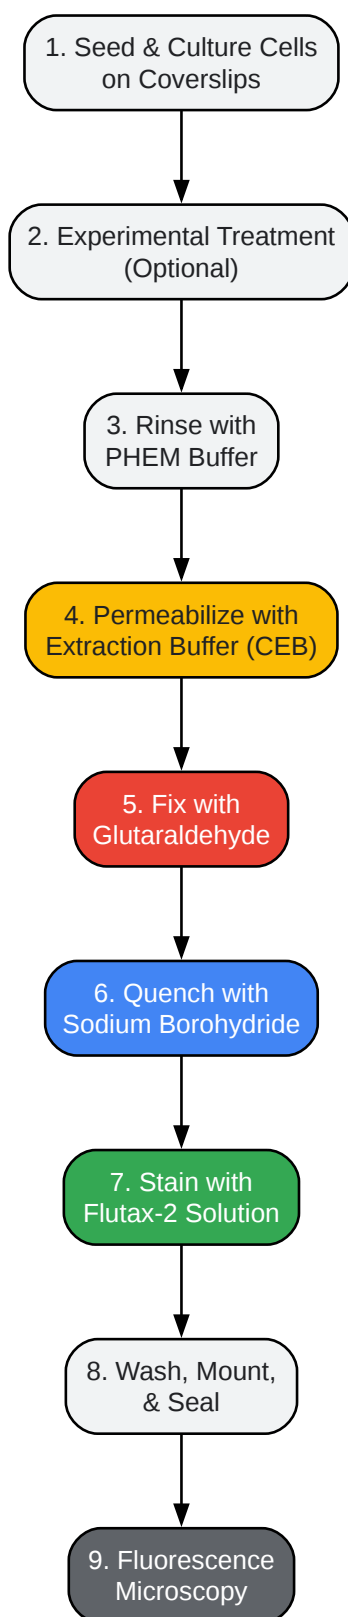 1. Seed & Culture Cells
on Coverslips
2. Experimental Treatment
(Optional)
3. Rinse with
PHEM Buffer
4. Permeabilize with
Extraction Buffer (CEB)
5. Fix with
Glutaraldehyde
6. Quench with
Sodium Borohydride
7. Stain with
Flutax-2 Solution
8. Wash, Mount,
& Seal
9. Fluorescence
Microscopy